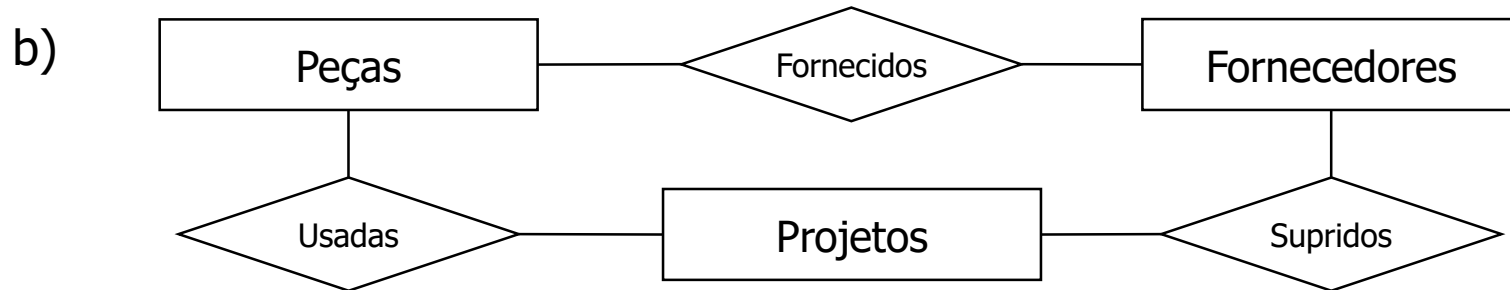 b)
Peças
Fornecidos
Fornecedores
Usadas
Projetos
Supridos